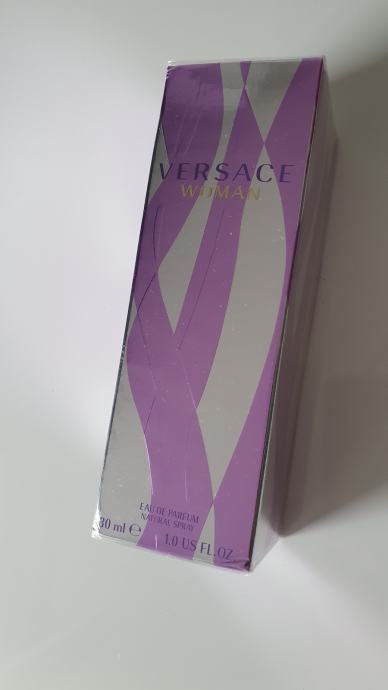 VERSACE
WOMAN
EAU DE PARFUM
NATURAL SPRAY
30 ml ℮ 1.0 US FL.OZ.